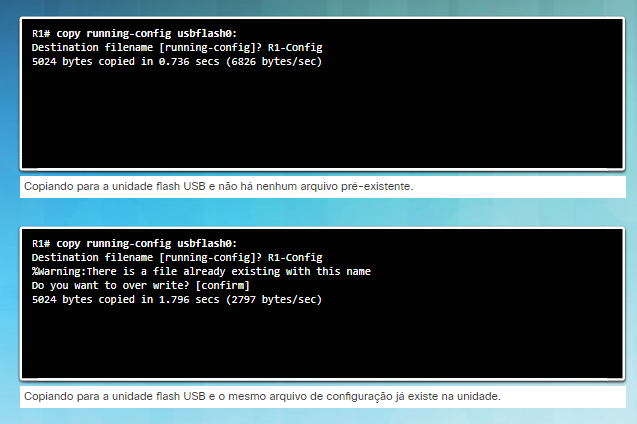 R1# copy running-config usbflash0:
Destination filename [running-config]? R1-Config
5024 bytes copied in 0.736 secs (6826 bytes/sec)
Copiando para a unidade flash USB e não há nenhum arquivo pré-existente.
R1# copy running-config usbflash0:
Destination filename [running-config]? R1-Config
%Warning:There is a file already existing with this name
Do you want to over write? [confirm]
5024 bytes copied in 1.796 secs (2797 bytes/sec)
Copiando para a unidade flash USB e o mesmo arquivo de configuração já existe na unidade.